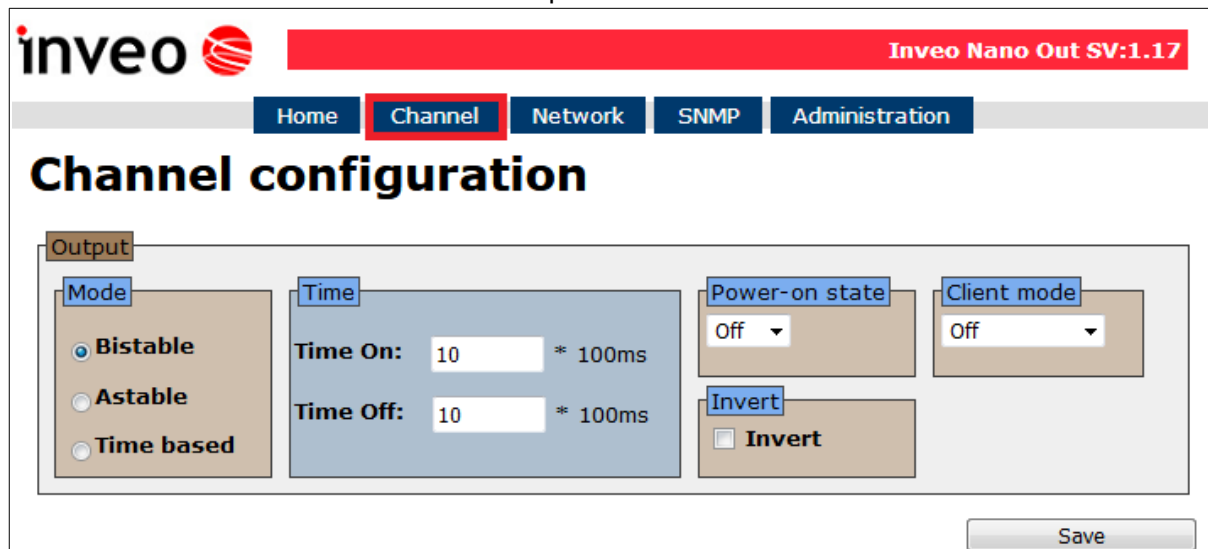 inveo
Inveo Nano Out SV:1.17
Home Channel Network SNMP Administration
Channel configuration
Output
Mode
Bistable
Astable
Time based
Time
Time On: 10 * 100ms
Time Off: 10 * 100ms
Power-on state
Off
Invert
Invert
Client mode
Off
Save